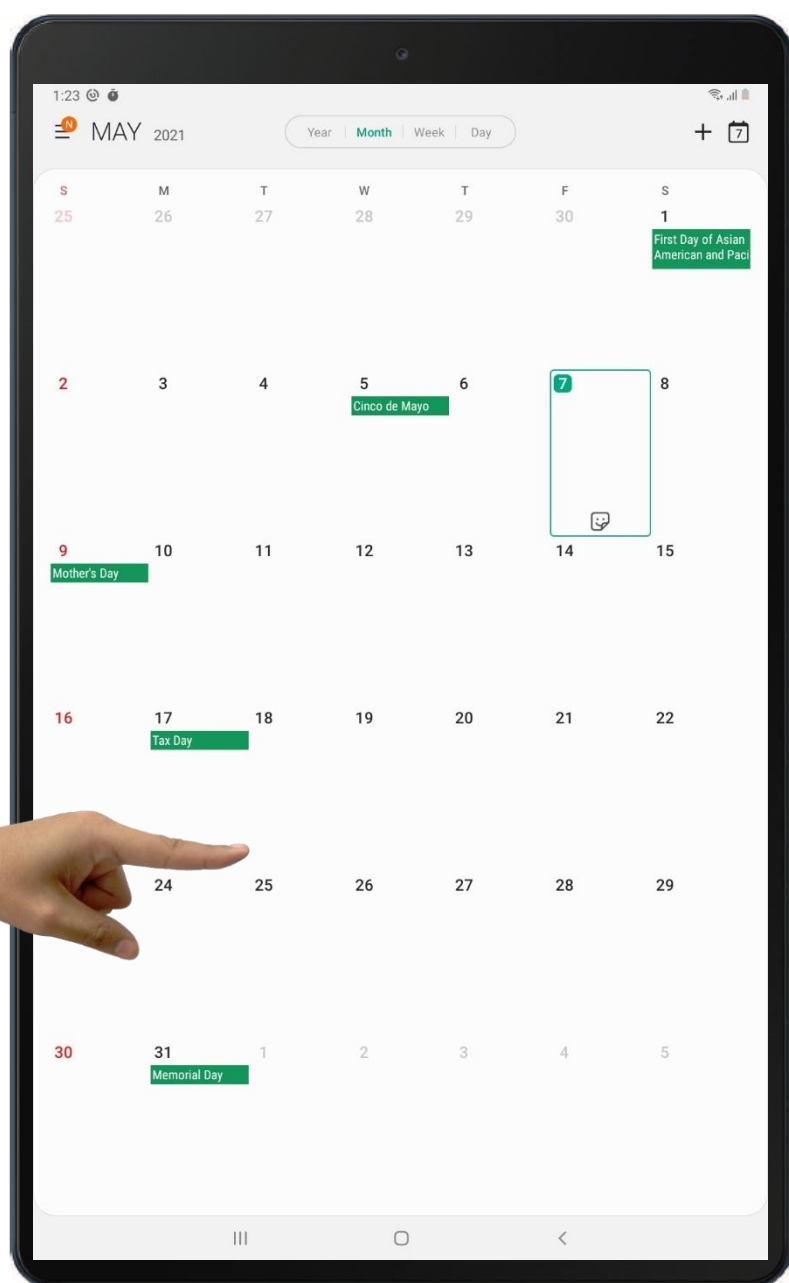 1:23
N
MAY 2021
Year Month Week Day
7
S M T W T F S
25 26 27 28 29 30 1
First Day of Asian
American and Paci
2 3 4 5 6 7 8
Cinco de Mayo
9 10 11 12 13 14 15
Mother's Day
16 17 18 19 20 21 22
Tax Day
24 25 26 27 28 29
30 31 1 2 3 4 5
Memorial Day